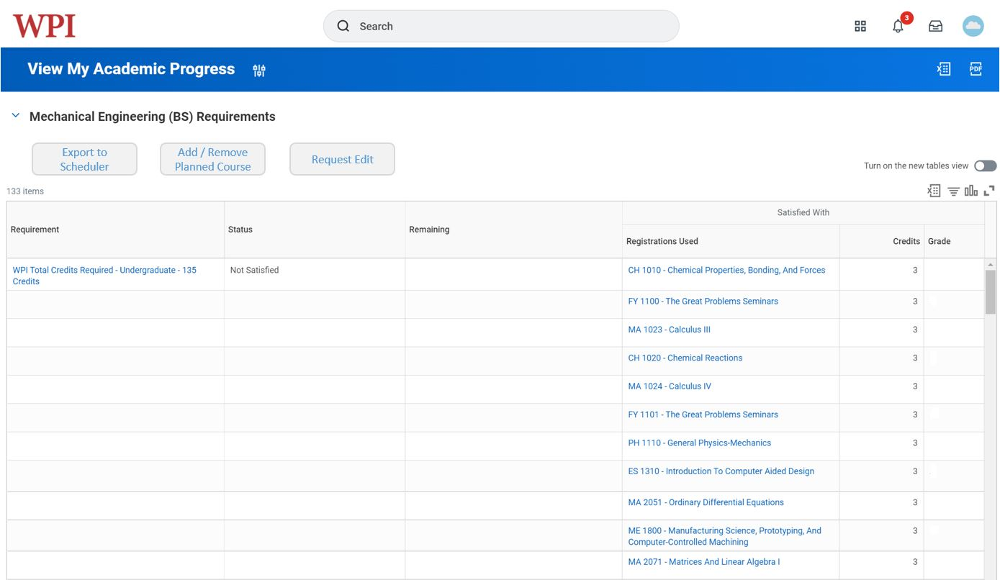 WPI
Search
3
View My Academic Progress
PDF
Mechanical Engineering (BS) Requirements
Export to
Scheduler
Add / Remove
Planned Course
Request Edit
Turn on the new tables view
133 items
Satisfied With
Requirement
Status
Remaining
Registrations Used
Credits
Grade
WPI Total Credits Required - Undergraduate - 135
Credits
Not Satisfied
CH 1010 - Chemical Properties, Bonding, And Forces
3
FY 1100 - The Great Problems Seminars
3
MA 1023 - Calculus III
3
CH 1020 - Chemical Reactions
3
MA 1024 - Calculus IV
3
FY 1101 - The Great Problems Seminars
3
PH 1110 - General Physics-Mechanics
3
ES 1310 - Introduction To Computer Aided Design
3
MA 2051 - Ordinary Differential Equations
3
ME 1800 - Manufacturing Science, Prototyping, And
Computer-Controlled Machining
3
MA 2071 - Matrices And Linear Algebra I
3